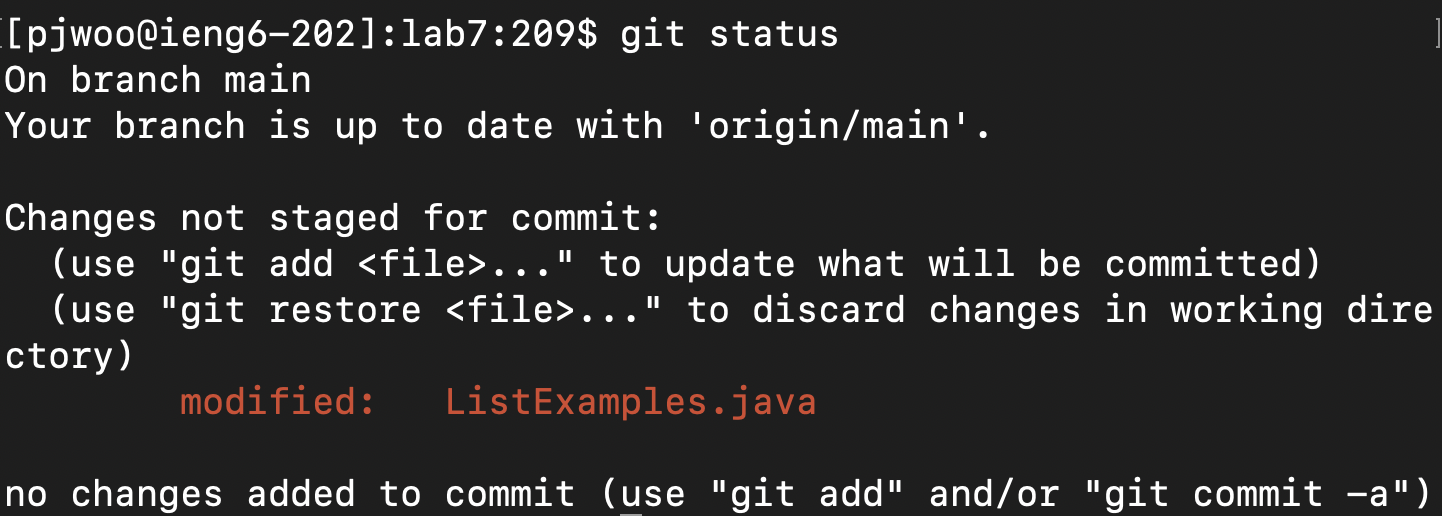 [[pjwoo@ieng6-202]:lab7:209$ git status ]
On branch main
Your branch is up to date with 'origin/main'.
Changes not staged for commit:
  (use "git add <file>..." to update what will be committed)
  (use "git restore <file>..." to discard changes in working dire
ctory)
        modified:   ListExamples.java
no changes added to commit (use "git add" and/or "git commit -a")